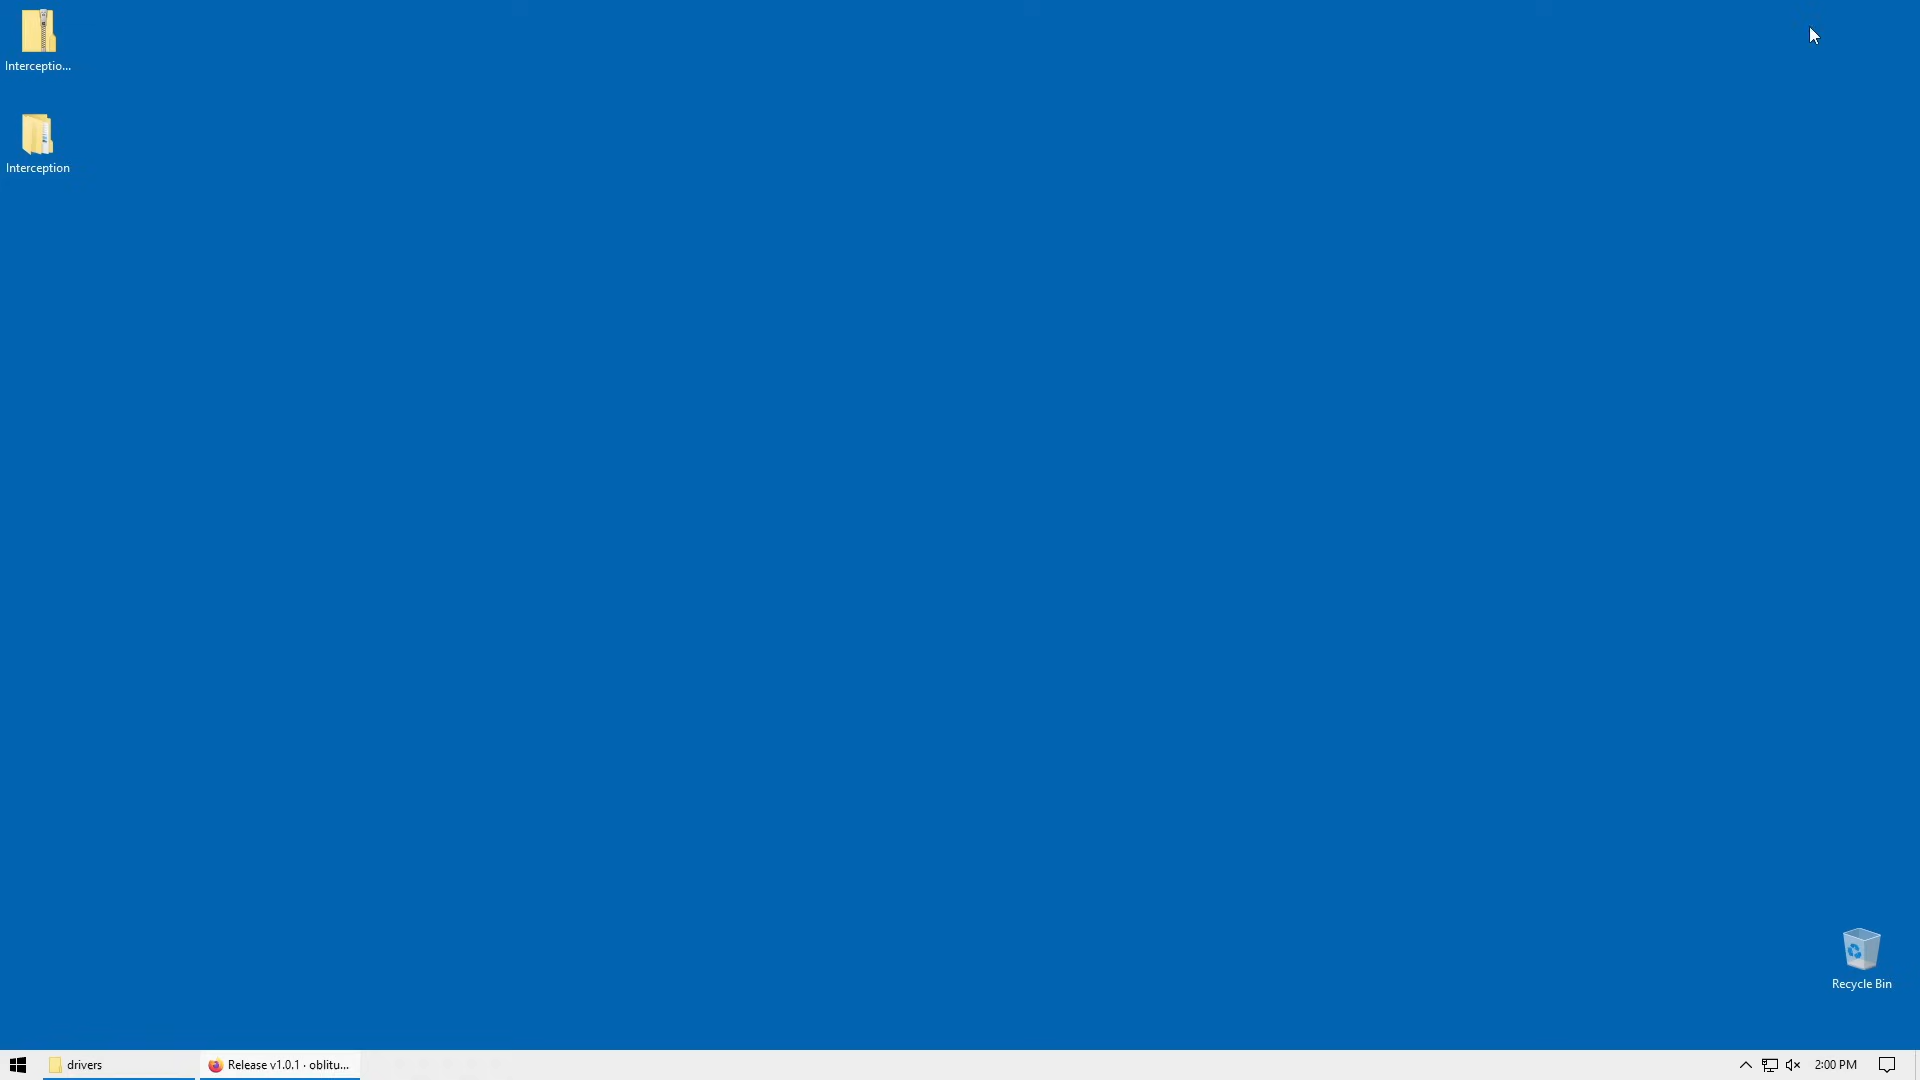 Interceptio...
Interception
Recycle Bin
drivers
Release v1.0.1 · oblitu...
2:00 PM